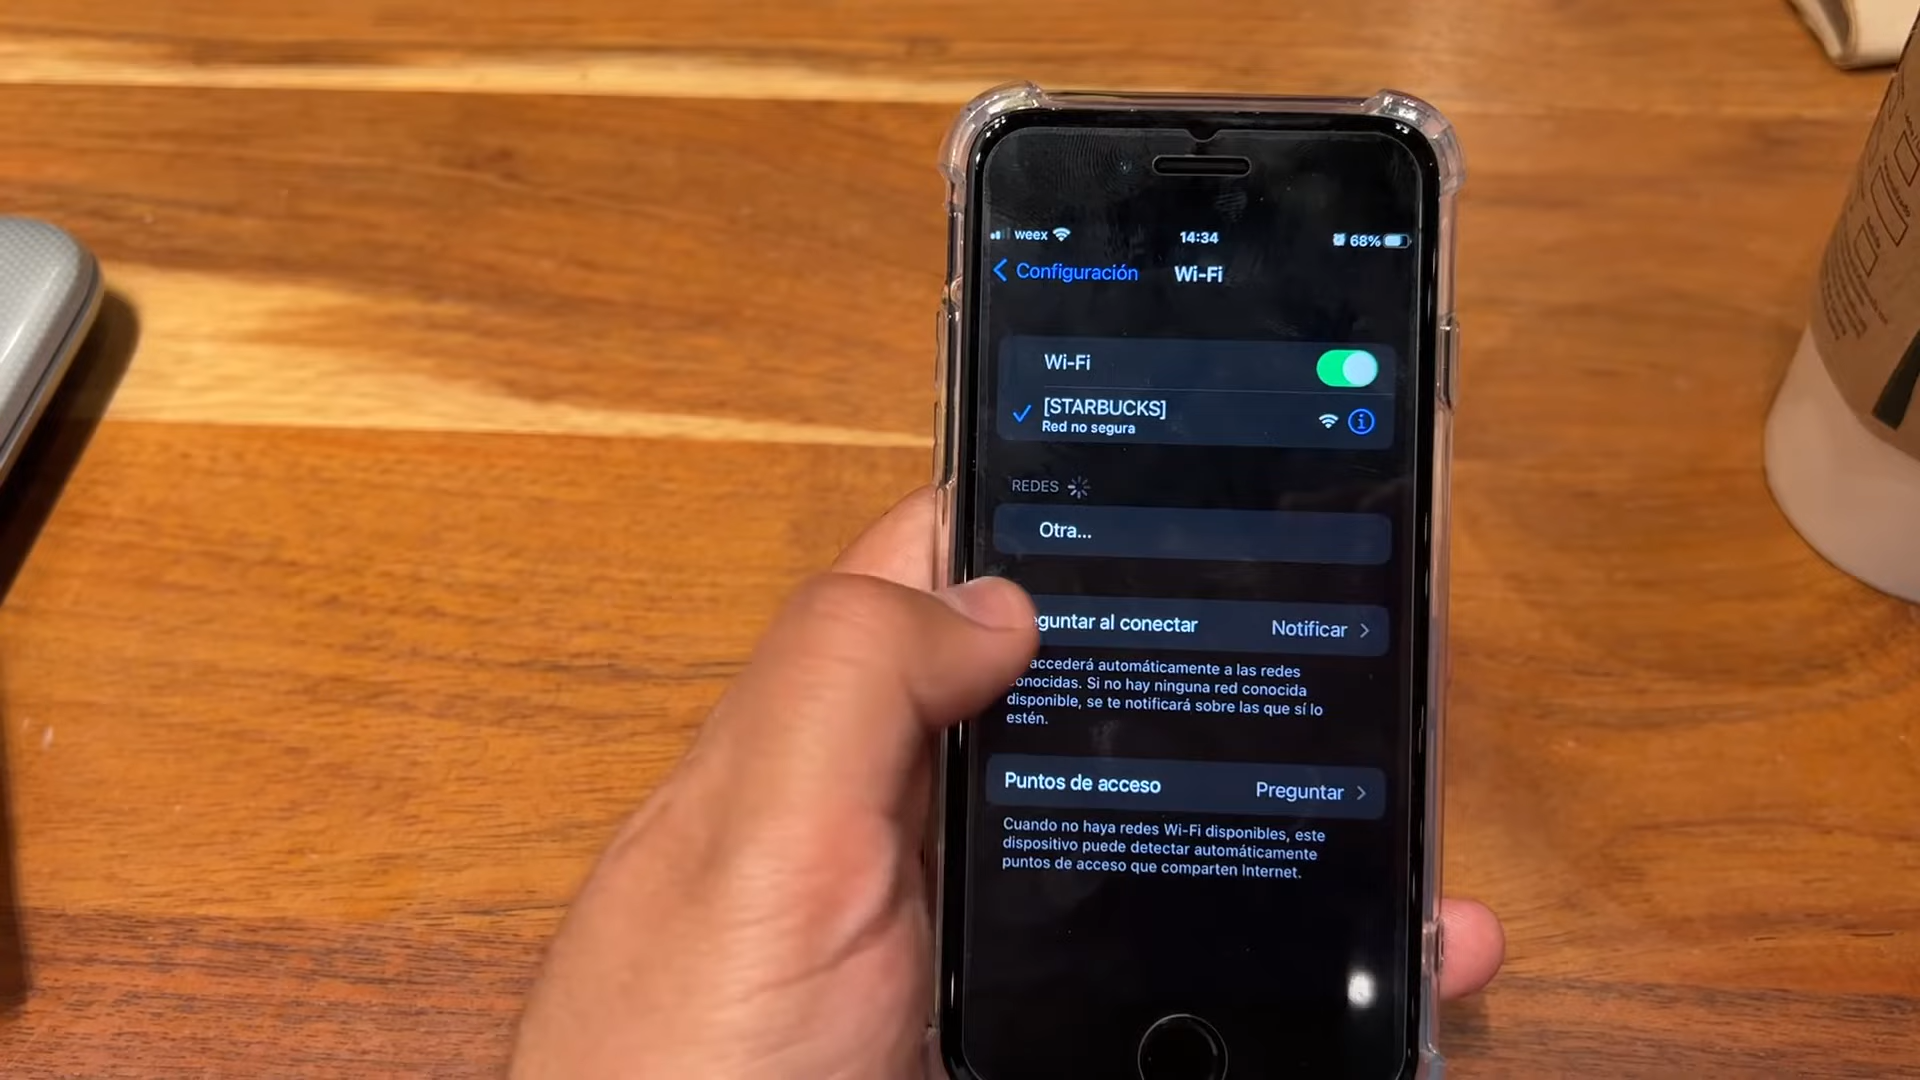 weex 14:34 68%
Configuración Wi-Fi
Wi-Fi
[STARBUCKS]
Red no segura
REDES
Otra...
eguntar al conectar Notificar
accederá automáticamente a las redes
onocidas. Si no hay ninguna red conocida
disponible, se te notificará sobre las que sí lo
estén.
Puntos de acceso Preguntar
Cuando no haya redes Wi-Fi disponibles, este
dispositivo puede detectar automáticamente
puntos de acceso que comparten Internet.